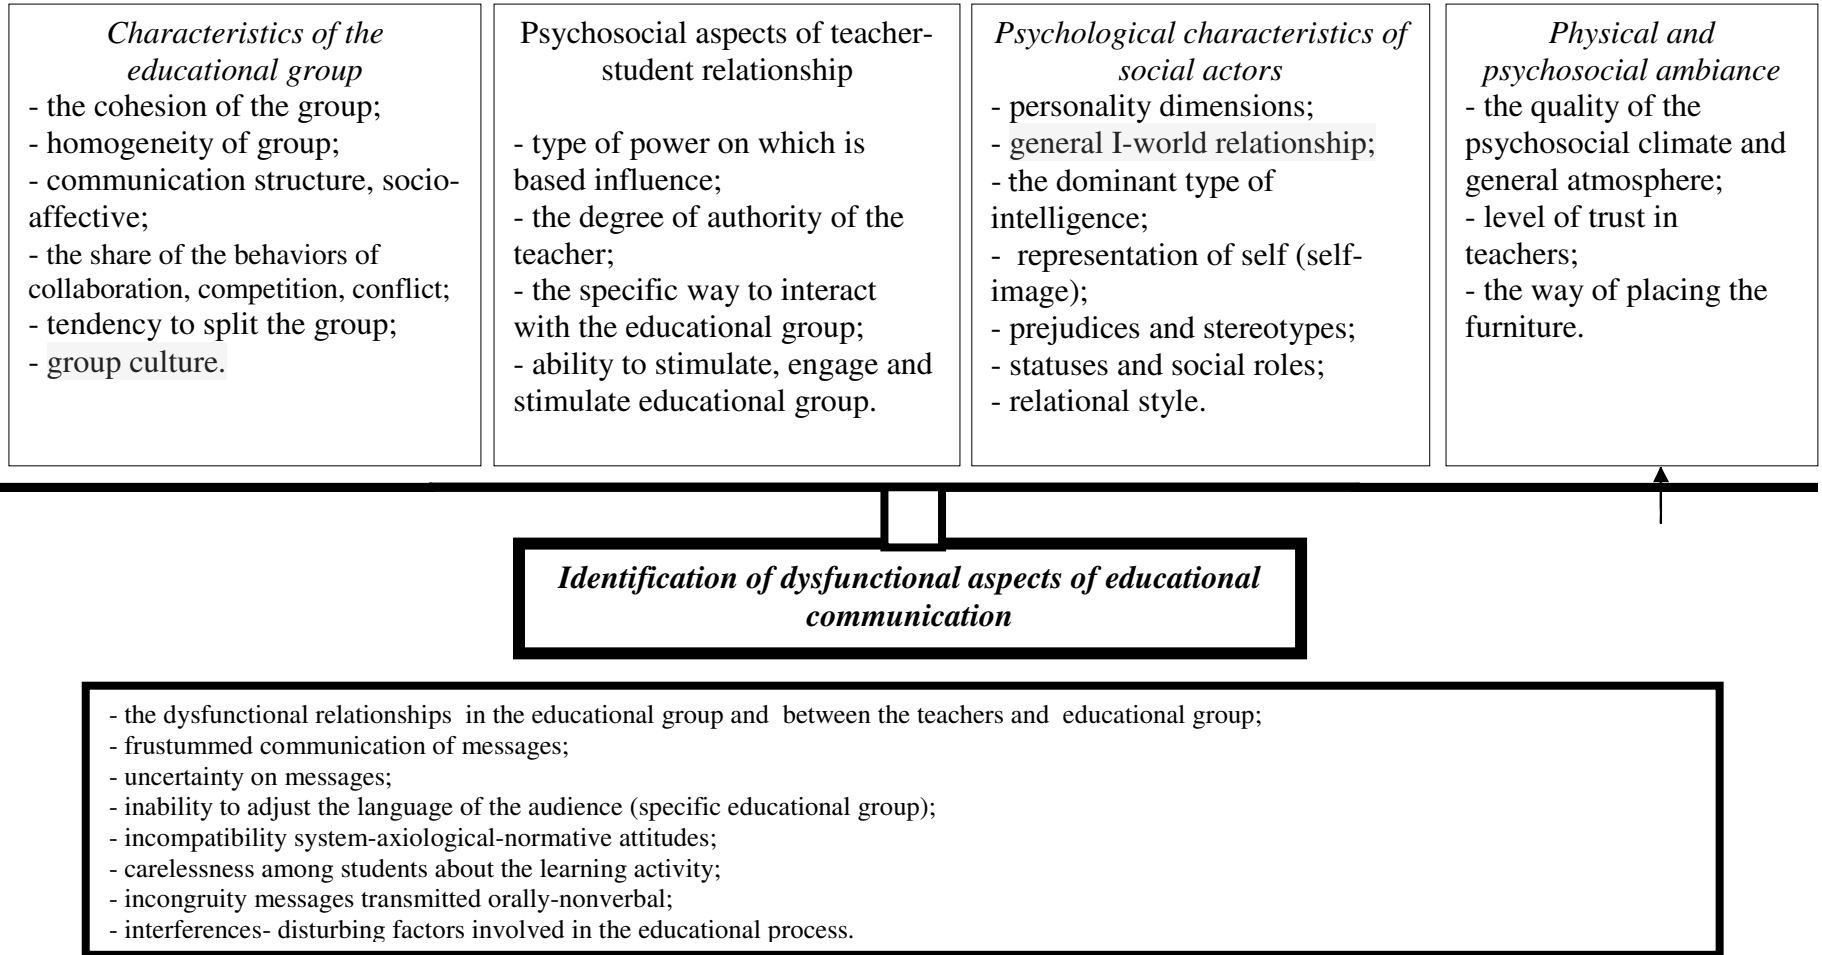 Characteristics of the
educational group
- the cohesion of the group;
- homogeneity of group;
- communication structure, socio-
affective;
- the share of the behaviors of
collaboration, competition, conflict;
- tendency to split the group;
- group culture.
Psychosocial aspects of teacher-
student relationship
- type of power on which is
based influence;
- the degree of authority of the
teacher;
- the specific way to interact
with the educational group;
- ability to stimulate, engage and
stimulate educational group.
Psychological characteristics of
social actors
- personality dimensions;
- general I-world relationship;
- the dominant type of
intelligence;
- representation of self (self-
image);
- prejudices and stereotypes;
- statuses and social roles;
- relational style.
Physical and
psychosocial ambiance
- the quality of the
psychosocial climate and
general atmosphere;
- level of trust in
teachers;
- the way of placing the
furniture.
Identification of dysfunctional aspects of educational
communication
- the dysfunctional relationships in the educational group and between the teachers and educational group;
- frustummed communication of messages;
- uncertainty on messages;
- inability to adjust the language of the audience (specific educational group);
- incompatibility system-axiological-normative attitudes;
- carelessness among students about the learning activity;
- incongruity messages transmitted orally-nonverbal;
- interferences- disturbing factors involved in the educational process.